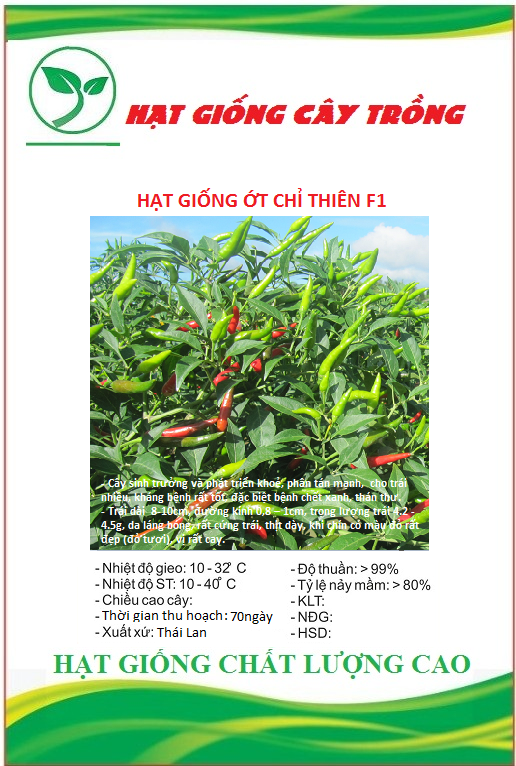 HẠT GIỐNG CÂY TRỒNG
HẠT GIỐNG ỚT CHỈ THIÊN F1
- Cây sinh trưởng và phát triển khoẻ, phân tán mạnh, cho trái
nhiều, kháng bệnh rất tốt, đặc biệt bệnh chết xanh, thán thư.
- Trái dài 8-10cm, đường kính 0,8 – 1cm, trọng lượng trái 4.2 -
4.5g, da láng bóng, rất cứng trái, thịt dày, khi chín có màu đỏ rất
đẹp (đỏ tươi), vị rất cay.
- Nhiệt độ gieo: 10 - 32° C
- Nhiệt độ ST: 10 - 40° C
- Chiều cao cây:
- Thời gian thu hoạch: 70ngày
- Xuất xứ: Thái Lan
- Độ thuần: > 99%
- Tỷ lệ nảy mầm: > 80%
- KLT:
- NĐG:
- HSD:
HẠT GIỐNG CHẤT LƯỢNG CAO